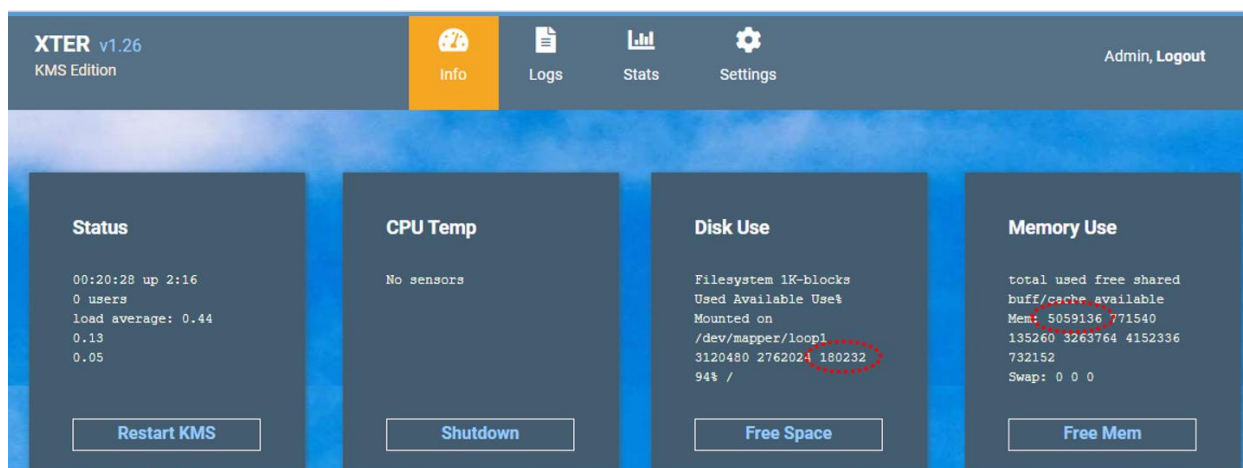 XTER v1.26
KMS Edition
Info
Logs
Stats
Settings
Admin, Logout
Status
00:20:28 up 2:16
0 users
load average: 0.44
0.13
0.05
Restart KMS
CPU Temp
No sensors
Shutdown
Disk Use
Filesystem 1K-blocks
Used Available Use%
Mounted on
/dev/mapper/loop1
3120480 2762024 180232
94% /
Free Space
Memory Use
total used free shared
buff/cache available
Mem: 5059136 771540
135260 3263764 4152336
732152
Swap: 0 0 0
Free Mem